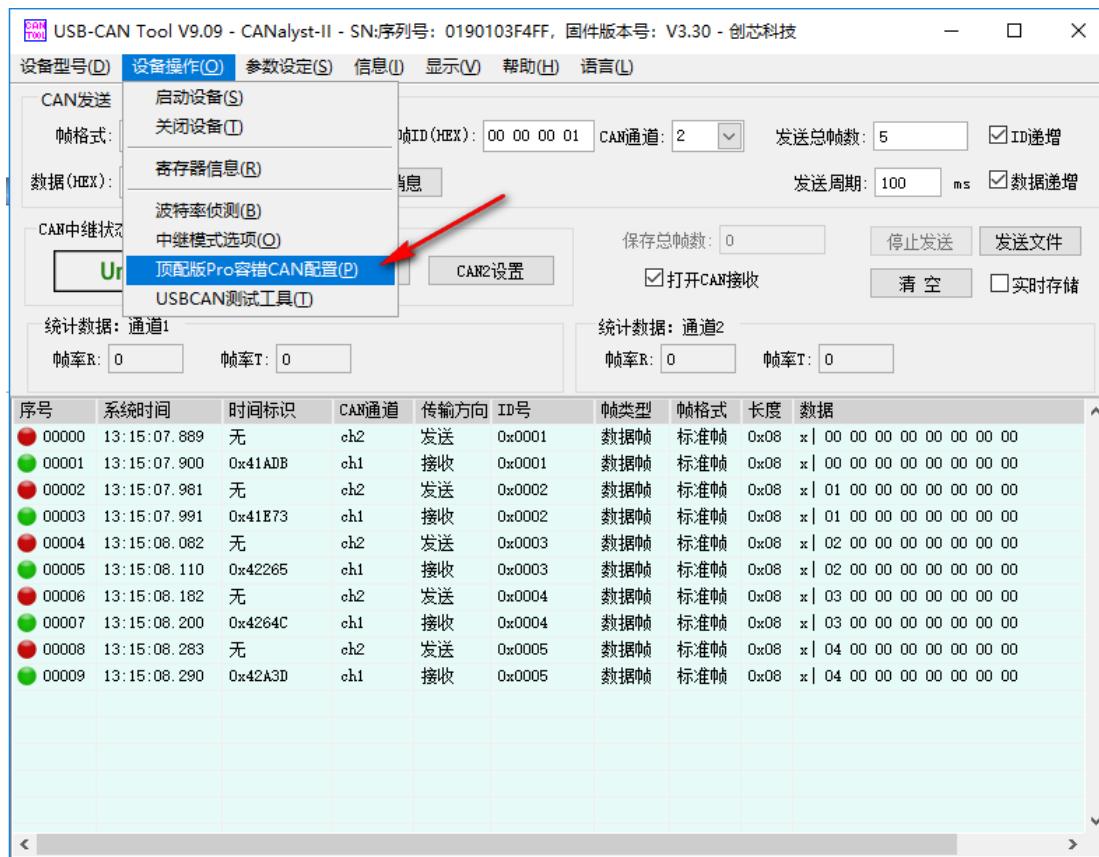 CAN TOOL USB-CAN Tool V9.09 - CANalyst-II - SN:序列号: 0190103F4FF, 固件版本号: V3.30 - 创芯科技
设备型号(D) 设备操作(O) 参数设定(S) 信息(I) 显示(V) 帮助(H) 语言(L)
CAN发送
启动设备(S)
关闭设备(T)
寄存器信息(R)
波特率侦测(B)
中继模式选项(O)
顶配版Pro容错CAN配置(P)
USBCAN测试工具(T)
帧格式: 帧ID(HEX): 00 00 00 01 CAN通道: 2 发送总帧数: 5 ID递增
数据(HEX): 消息 发送周期: 100 ms 数据递增
CAN中继状态 保存总帧数: 0 停止发送 发送文件
Un CAN2设置 打开CAN接收 清 空 实时存储
统计数据: 通道1 统计数据: 通道2
帧率R: 0 帧率T: 0 帧率R: 0 帧率T: 0
序号 系统时间 时间标识 CAN通道 传输方向 ID号 帧类型 帧格式 长度 数据
00000 13:15:07.889 无 ch2 发送 0x0001 数据帧 标准帧 0x08 x| 00 00 00 00 00 00 00 00
00001 13:15:07.900 0x41ADB ch1 接收 0x0001 数据帧 标准帧 0x08 x| 00 00 00 00 00 00 00 00
00002 13:15:07.981 无 ch2 发送 0x0002 数据帧 标准帧 0x08 x| 01 00 00 00 00 00 00 00
00003 13:15:07.991 0x41E73 ch1 接收 0x0002 数据帧 标准帧 0x08 x| 01 00 00 00 00 00 00 00
00004 13:15:08.082 无 ch2 发送 0x0003 数据帧 标准帧 0x08 x| 02 00 00 00 00 00 00 00
00005 13:15:08.110 0x42265 ch1 接收 0x0003 数据帧 标准帧 0x08 x| 02 00 00 00 00 00 00 00
00006 13:15:08.182 无 ch2 发送 0x0004 数据帧 标准帧 0x08 x| 03 00 00 00 00 00 00 00
00007 13:15:08.200 0x4264C ch1 接收 0x0004 数据帧 标准帧 0x08 x| 03 00 00 00 00 00 00 00
00008 13:15:08.283 无 ch2 发送 0x0005 数据帧 标准帧 0x08 x| 04 00 00 00 00 00 00 00
00009 13:15:08.290 0x42A3D ch1 接收 0x0005 数据帧 标准帧 0x08 x| 04 00 00 00 00 00 00 00